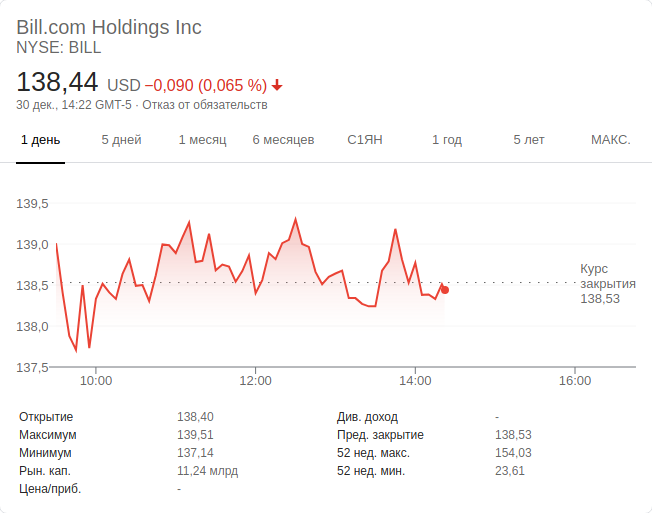 Bill.com Holdings Inc
NYSE: BILL
138,44 USD −0,090 (0,065 %)
30 дек., 14:22 GMT-5 · Отказ от обязательств
1 день 5 дней 1 месяц 6 месяцев С1ЯН 1 год 5 лет МАКС.
139,5
139,0
138,5
138,0
137,5
Курс
закрытия
138,53
10:00 12:00 14:00 16:00
Открытие 138,40
Максимум 139,51
Минимум 137,14
Рын. кап. 11,24 млрд
Цена/приб. -
Див. доход -
Пред. закрытие 138,53
52 нед. макс. 154,03
52 нед. мин. 23,61